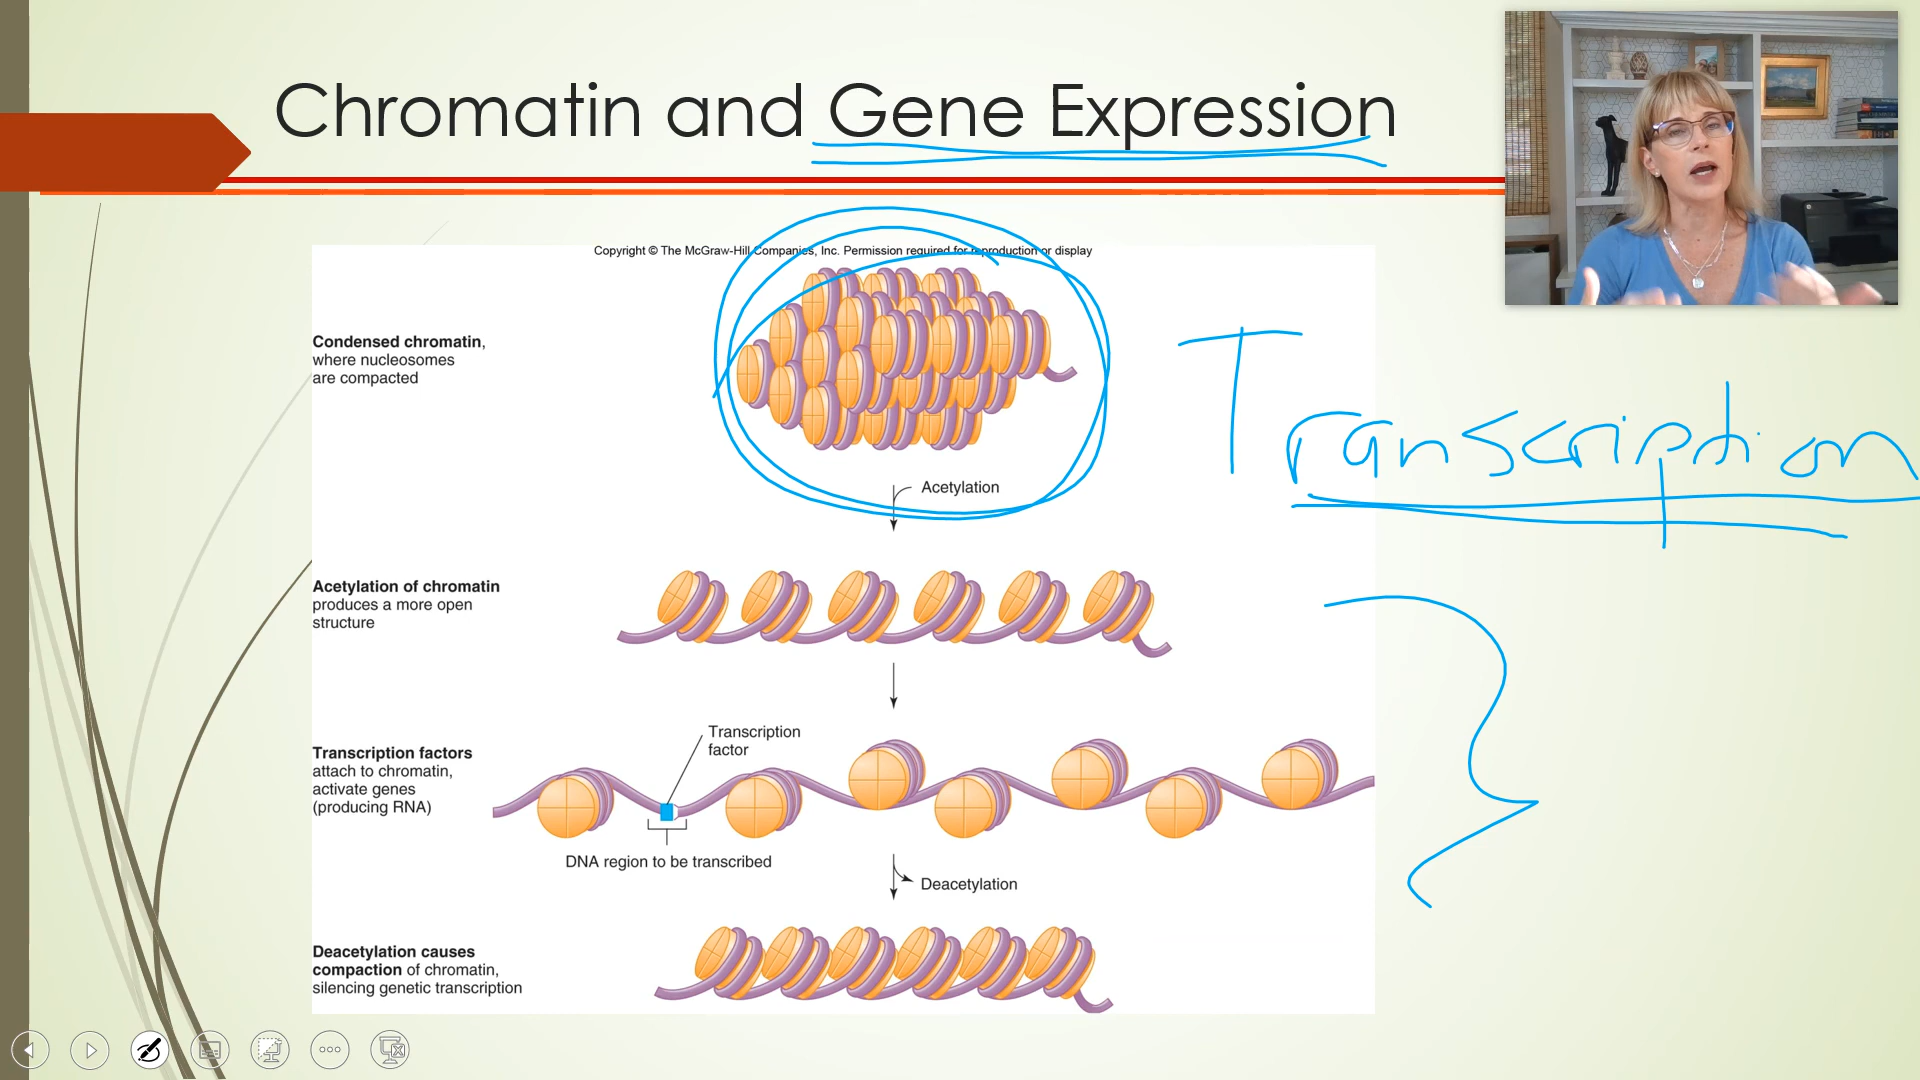 Chromatin and Gene Expression
Copyright © The McGraw-Hill Companies, Inc. Permission required for reproduction or display
Condensed chromatin,
where nucleosomes
are compacted
Transcription
Acetylation
Acetylation of chromatin
produces a more open
structure
Transcription
factor
Transcription factors
attach to chromatin,
activate genes
(producing RNA)
DNA region to be transcribed
Deacetylation
Deacetylation causes
compaction of chromatin,
silencing genetic transcription